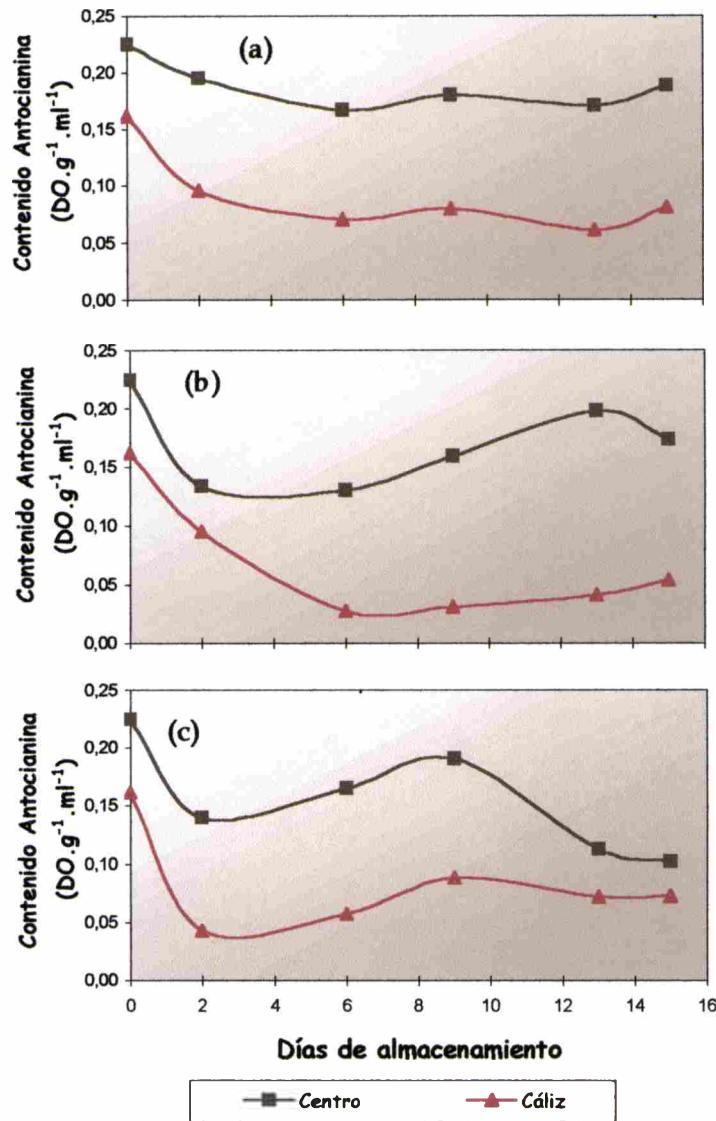 Contenido Antocianina
(DO.g⁻¹.ml⁻¹)
0,25
0,20
0,15
0,10
0,05
0,00
(a)
Contenido Antocianina
(DO.g⁻¹.ml⁻¹)
0,25
0,20
0,15
0,10
0,05
0,00
(b)
Contenido Antocianina
(DO.g⁻¹.ml⁻¹)
0,25
0,20
0,15
0,10
0,05
0,00
(c)
0 2 4 6 8 10 12 14 16
Días de almacenamiento
Centro Cáliz